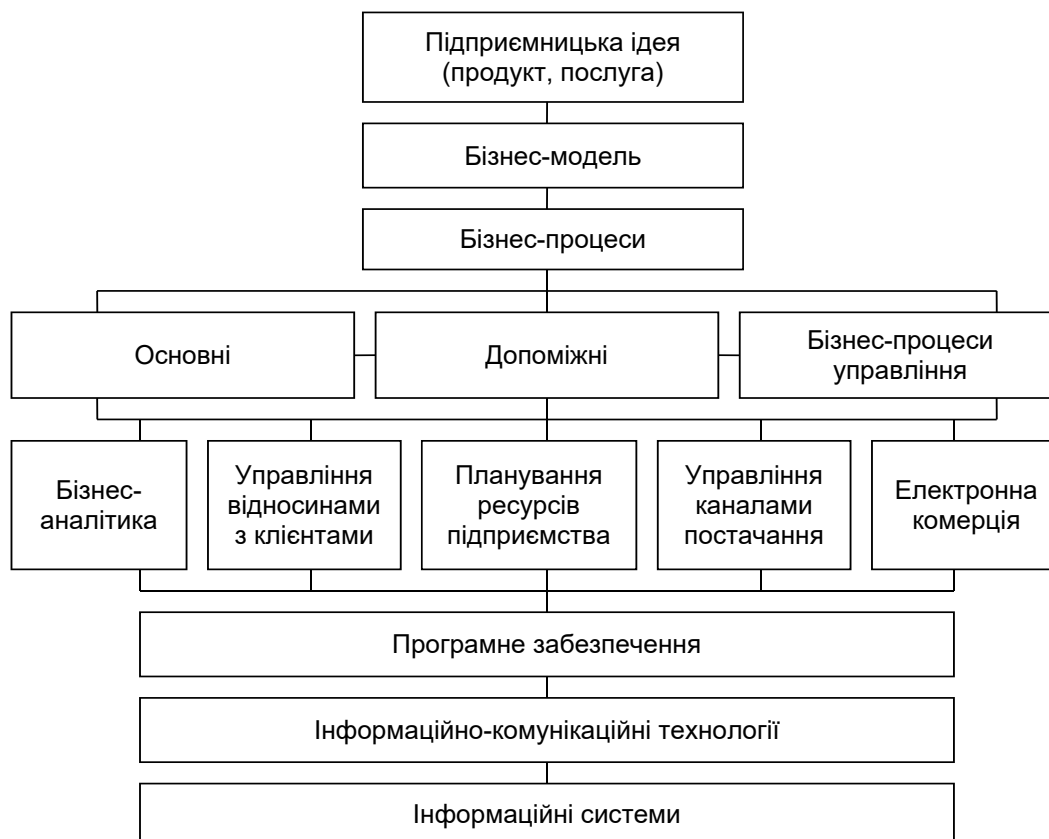 Підприємницька ідея
(продукт, послуга)
Бізнес-модель
Бізнес-процеси
Основні
Допоміжні
Бізнес-процеси
управління
Бізнес-
аналітика
Управління
відносинами
з клієнтами
Планування
ресурсів
підприємства
Управління
каналами
постачання
Електронна
комерція
Програмне забезпечення
Інформаційно-комунікаційні технології
Інформаційні системи